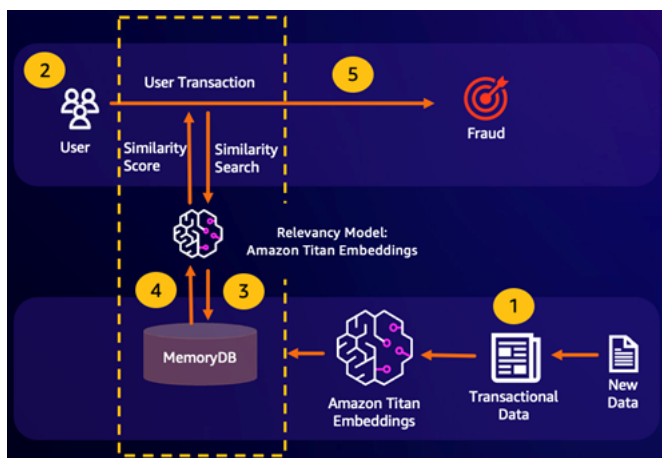 2
User Transaction
5
User
Similarity
Score
Similarity
Search
Fraud
Relevancy Model:
Amazon Titan Embeddings
4
3
1
MemoryDB
Amazon Titan
Embeddings
Transactional
Data
New
Data